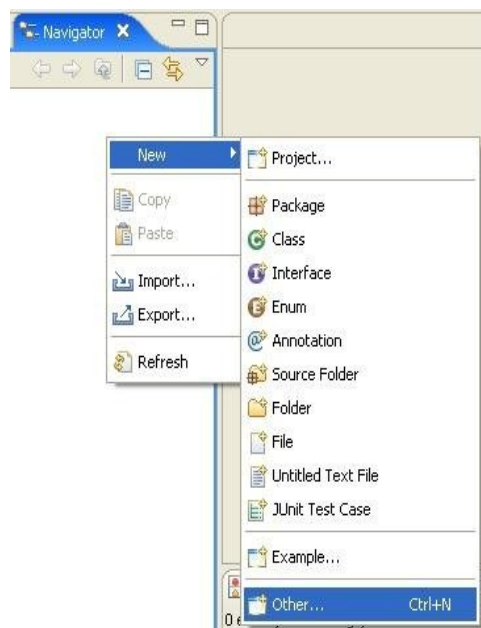 Navigator
New
Copy
Paste
Import...
Export...
Refresh
Project...
Package
Class
Interface
Enum
Annotation
Source Folder
Folder
File
Untitled Text File
JUnit Test Case
Example...
Other... Ctrl+N